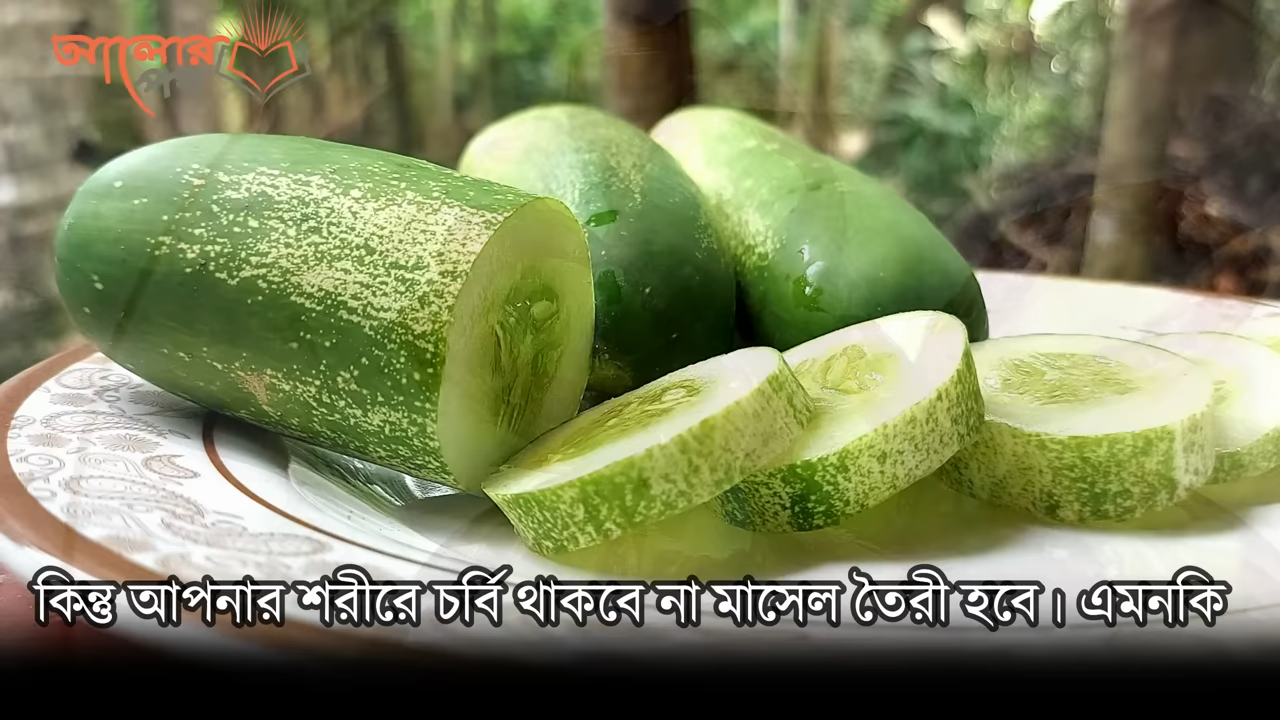 আলোর
কিন্তু আপনার শরীরে চর্বি থাকবে না মাসেল তৈরী হবে। এমনকি